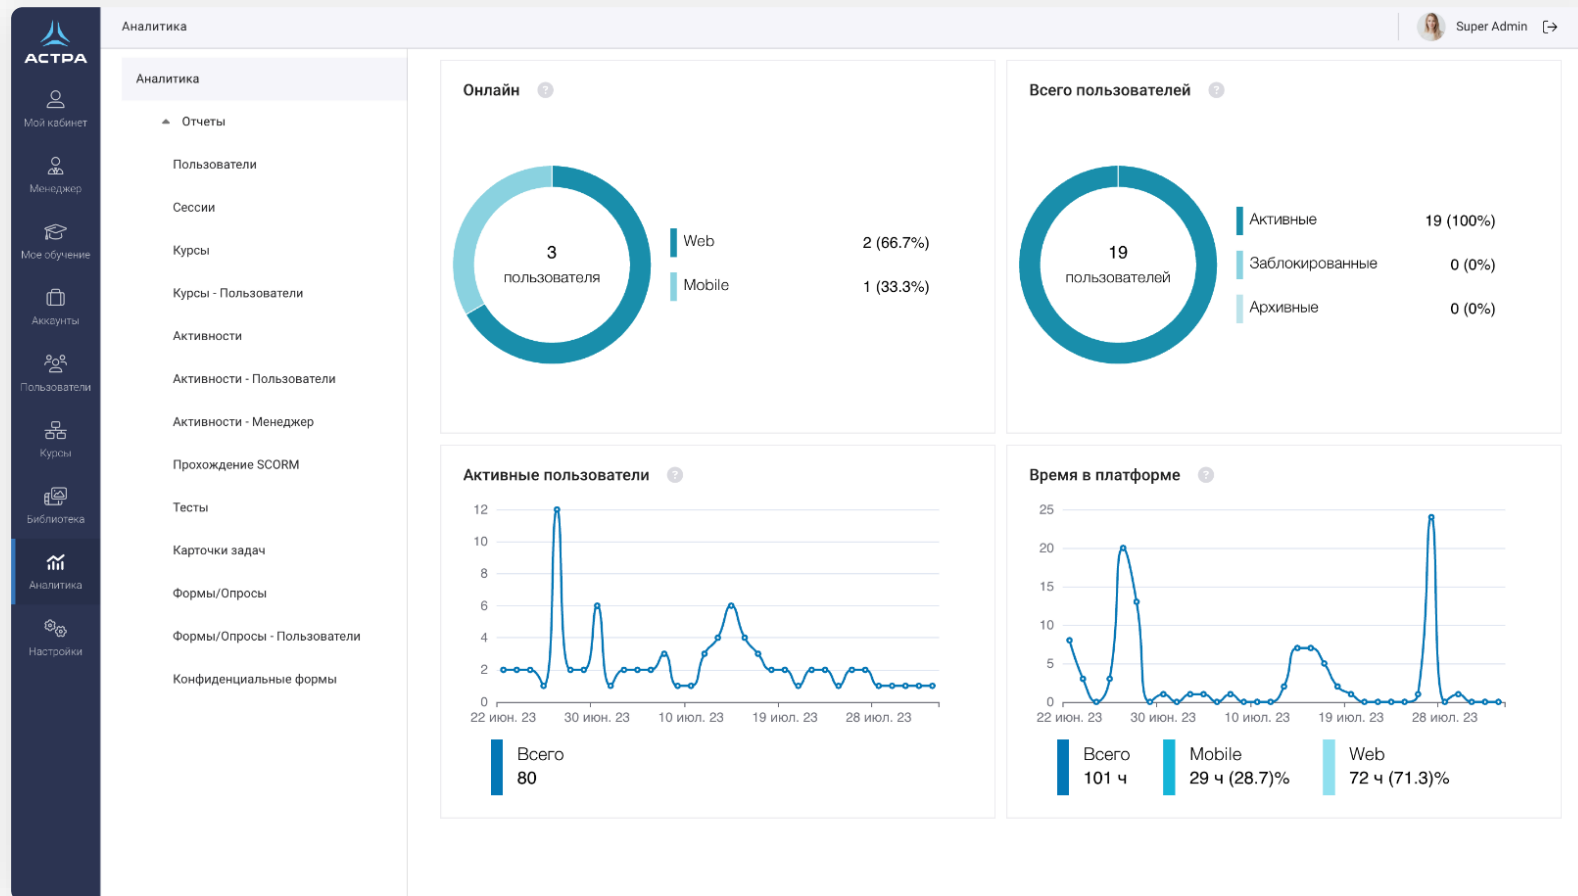 АСТРА
Мой кабинет
Менеджер
Мое обучение
Аккаунты
Пользователи
Курсы
Библиотека
Аналитика
Настройки
Аналитика
Super Admin
Аналитика
Отчеты
Пользователи
Сессии
Курсы
Курсы - Пользователи
Активности
Активности - Пользователи
Активности - Менеджер
Прохождение SCORM
Тесты
Карточки задач
Формы/Опросы
Формы/Опросы - Пользователи
Конфиденциальные формы
Онлайн ?
3
пользователя
Web 2 (66.7%)
Mobile 1 (33.3%)
Всего пользователей ?
19
пользователей
Активные 19 (100%)
Заблокированные 0 (0%)
Архивные 0 (0%)
Активные пользователи ?
12
10
8
6
4
2
0
22 июн. 23 30 июн. 23 10 июл. 23 19 июл. 23 28 июл. 23
Всего
80
Время в платформе ?
25
20
15
10
5
0
22 июн. 23 30 июн. 23 10 июл. 23 19 июл. 23 28 июл. 23
Всего Mobile Web
101 ч 29 ч (28.7)% 72 ч (71.3)%